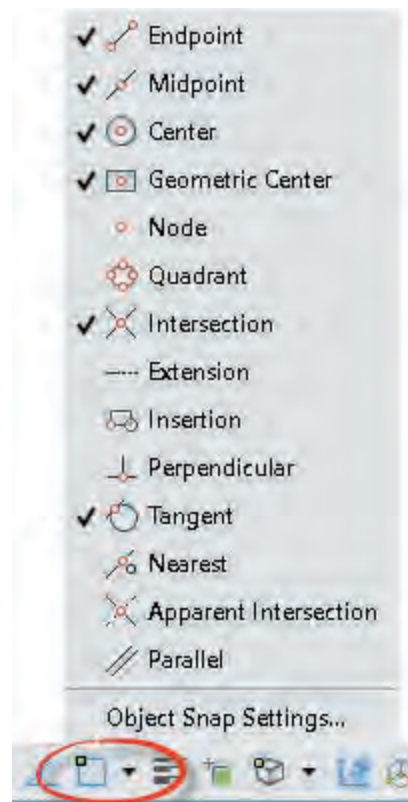 Endpoint
Midpoint
Center
Geometric Center
Node
Quadrant
Intersection
Extension
Insertion
Perpendicular
Tangent
Nearest
Apparent Intersection
Parallel
Object Snap Settings...